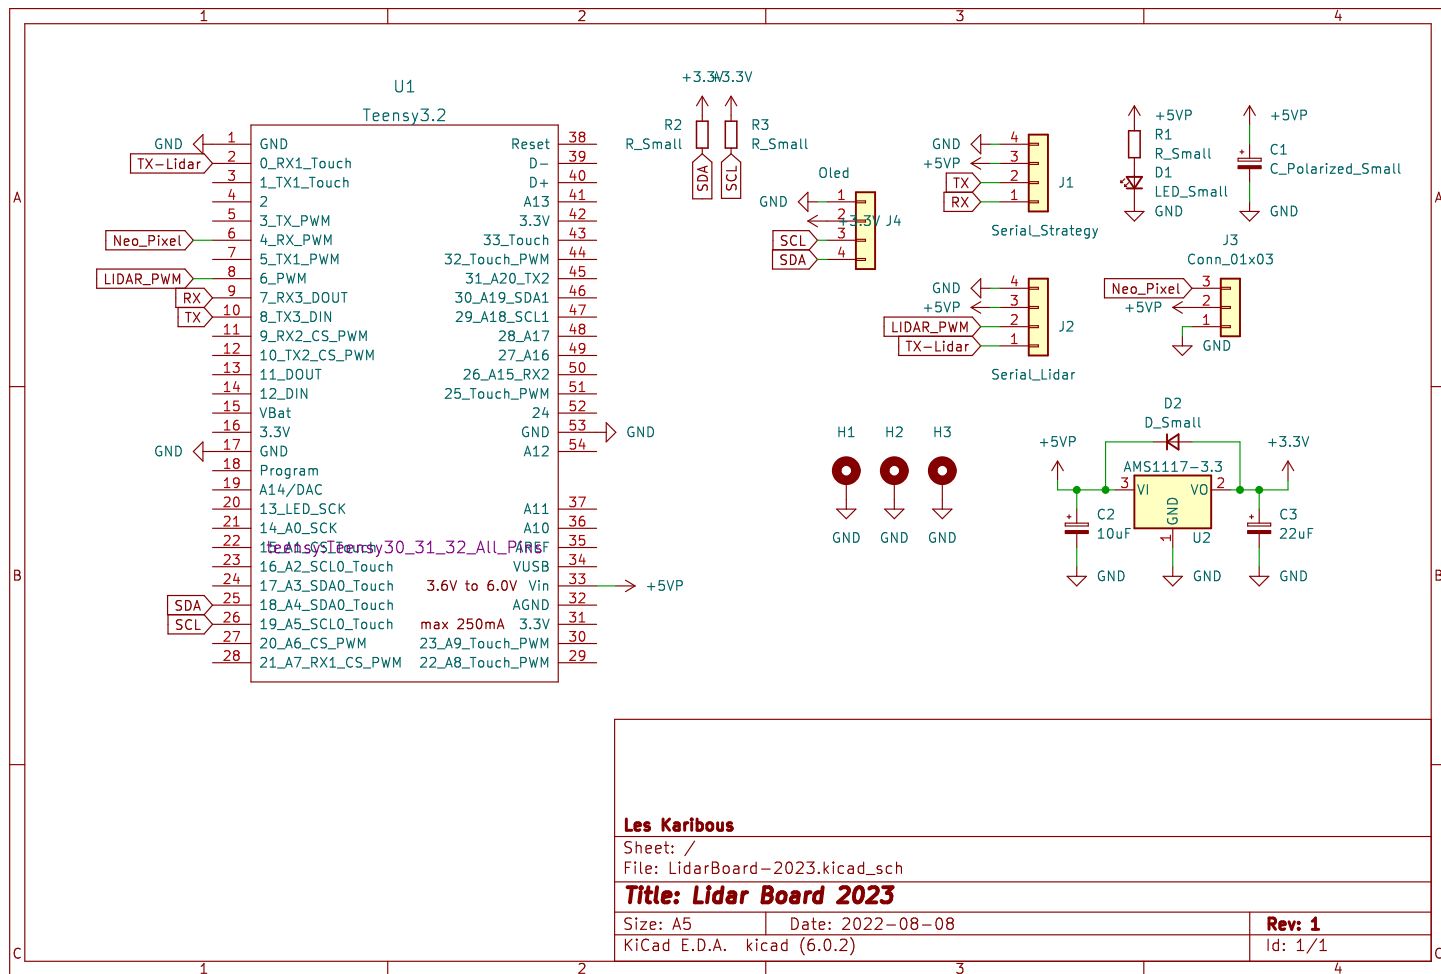 1 2 3 4
A
B
C
A
B
C
1 2 3 4
U1
Teensy3.2
GND 1 GND
TX-Lidar 2 0_RX1_Touch
3 1_TX1_Touch
4 2
5 3_TX_PWM
Neo_Pixel 6 4_RX_PWM
7 5_TX1_PWM
LIDAR_PWM 8 6_PWM
RX 9 7_RX3_DOUT
TX 10 8_TX3_DIN
11 9_RX2_CS_PWM
12 10_TX2_CS_PWM
13 11_DOUT
14 12_DIN
15 VBat
16 3.3V
GND 17 GND
18 Program
19 A14/DAC
20 13_LED_SCK
21 14_A0_SCK
22 15_A1_CS_Touch
23 16_A2_SCL0_Touch
24 17_A3_SDA0_Touch
SDA 25 18_A4_SDA0_Touch
SCL 26 19_A5_SCL0_Touch
27 20_A6_CS_PWM
28 21_A7_RX1_CS_PWM
Reset 38
D- 39
D+ 40
A13 41
3.3V 42
33_Touch 43
32_Touch_PWM 44
31_A20_TX2 45
30_A19_SDA1 46
29_A18_SCL1 47
28_A17 48
27_A16 49
26_A15_RX2 50
25_Touch_PWM 51
24 52
GND 53 GND
A12 54
A11 37
A10 36
AREF 35
teensy:Teensy30_31_32_All_Pins
VUSB 34
3.6V to 6.0V Vin 33 +5VP
AGND 32
max 250mA 3.3V 31
23_A9_Touch_PWM 30
22_A8_Touch_PWM 29
+3.3V +3.3V
R2
R_Small
R3
R_Small
SDA
SCL
Oled
GND 1
+3.3V 2
SCL 3
SDA 4
J4
GND 4
+5VP 3
TX 2
RX 1
J1
Serial_Strategy
GND 4
+5VP 3
LIDAR_PWM 2
TX-Lidar 1
J2
Serial_Lidar
+5VP
R1
R_Small
D1
LED_Small
GND
+5VP
C1
C_Polarized_Small
GND
J3
Conn_01x03
Neo_Pixel 3
+5VP 2
1
GND
H1 H2 H3
GND GND GND
D2
D_Small
+5VP
+3.3V
AMS1117-3.3
3 VI VO 2
GND
1
U2
C2
10uF
C3
22uF
GND GND GND
Les Karibous
Sheet: /
File: LidarBoard-2023.kicad_sch
Title: Lidar Board 2023
Size: A5 Date: 2022-08-08 Rev: 1
KiCad E.D.A. kicad (6.0.2) Id: 1/1